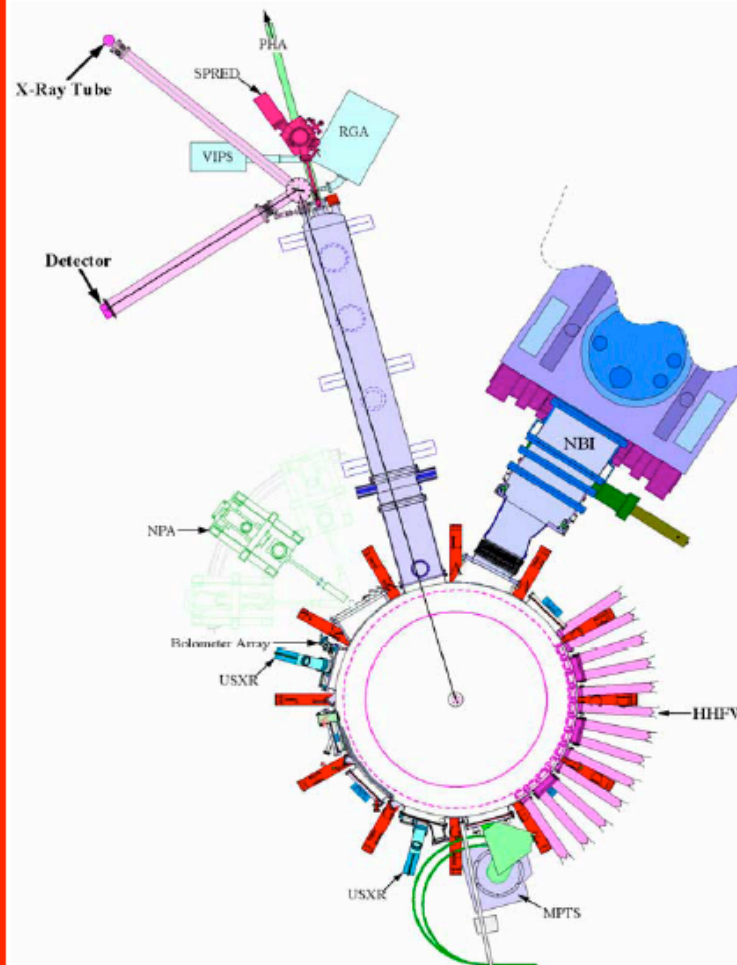 PHA
SPRED
X-Ray Tube
RGA
VIPS
Detector
NBI
NPA
Bolometer Array
USXR
HHFW
USXR
MPTS